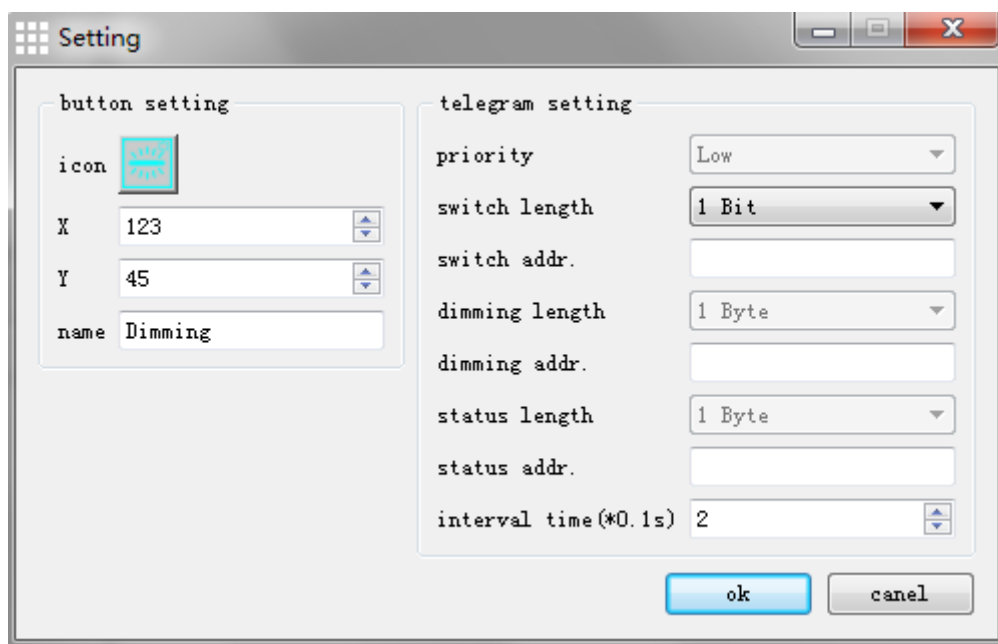 Setting
button setting
icon
X 123
Y 45
name Dimming
telegram setting
priority Low
switch length 1 Bit
switch addr.
dimming length 1 Byte
dimming addr.
status length 1 Byte
status addr.
interval time(*0.1s) 2
ok canel